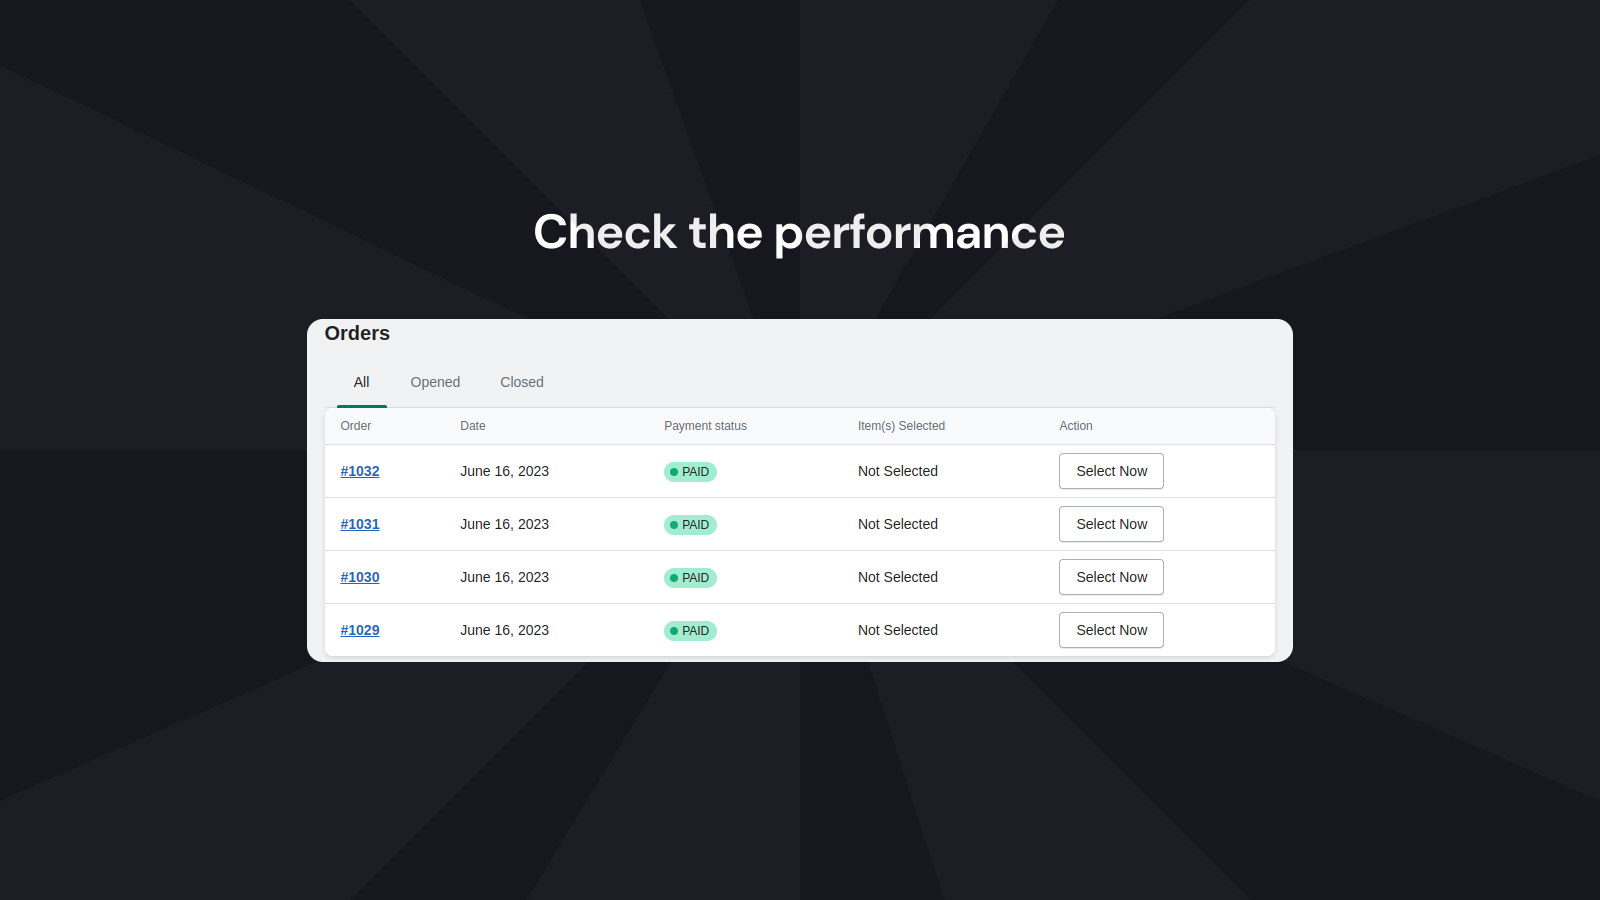 Check the performance
Orders
All Opened Closed
Order Date Payment status Item(s) Selected Action
#1032 June 16, 2023 PAID Not Selected Select Now
#1031 June 16, 2023 PAID Not Selected Select Now
#1030 June 16, 2023 PAID Not Selected Select Now
#1029 June 16, 2023 PAID Not Selected Select Now